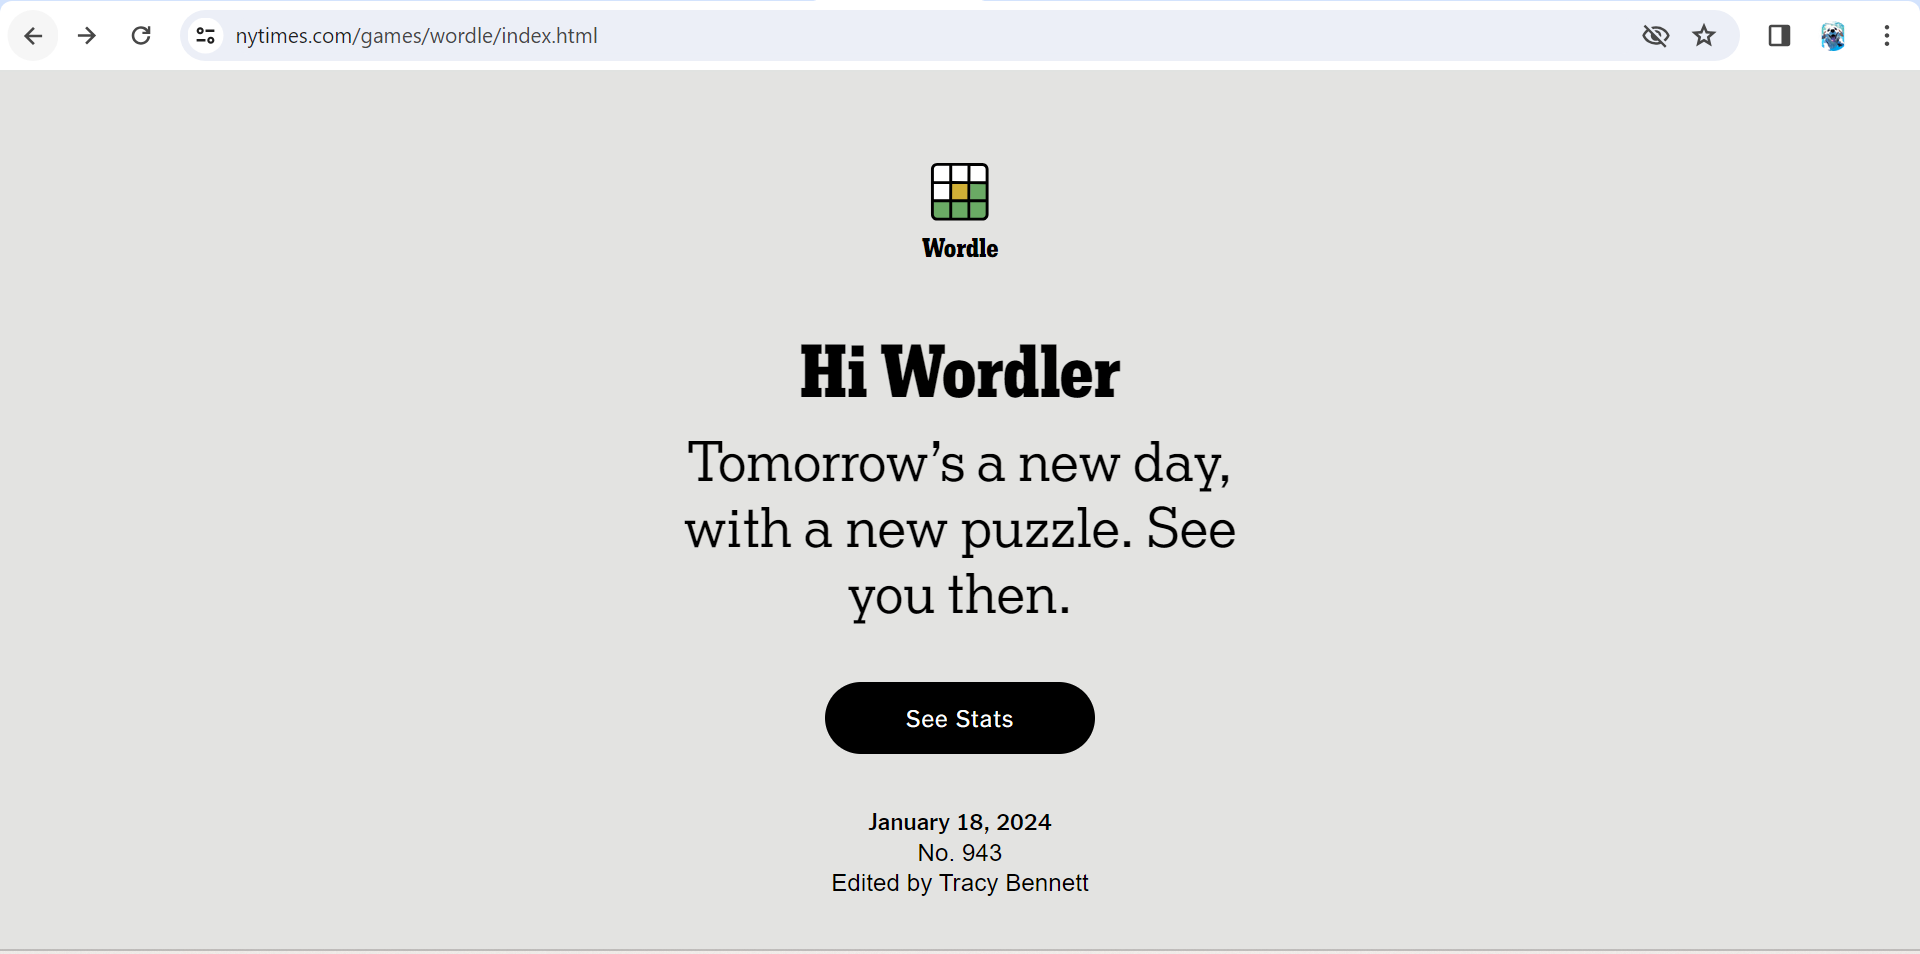 nytimes.com/games/wordle/index.html
Wordle
Hi Wordler
Tomorrow’s a new day,
with a new puzzle. See
you then.
See Stats
January 18, 2024
No. 943
Edited by Tracy Bennett